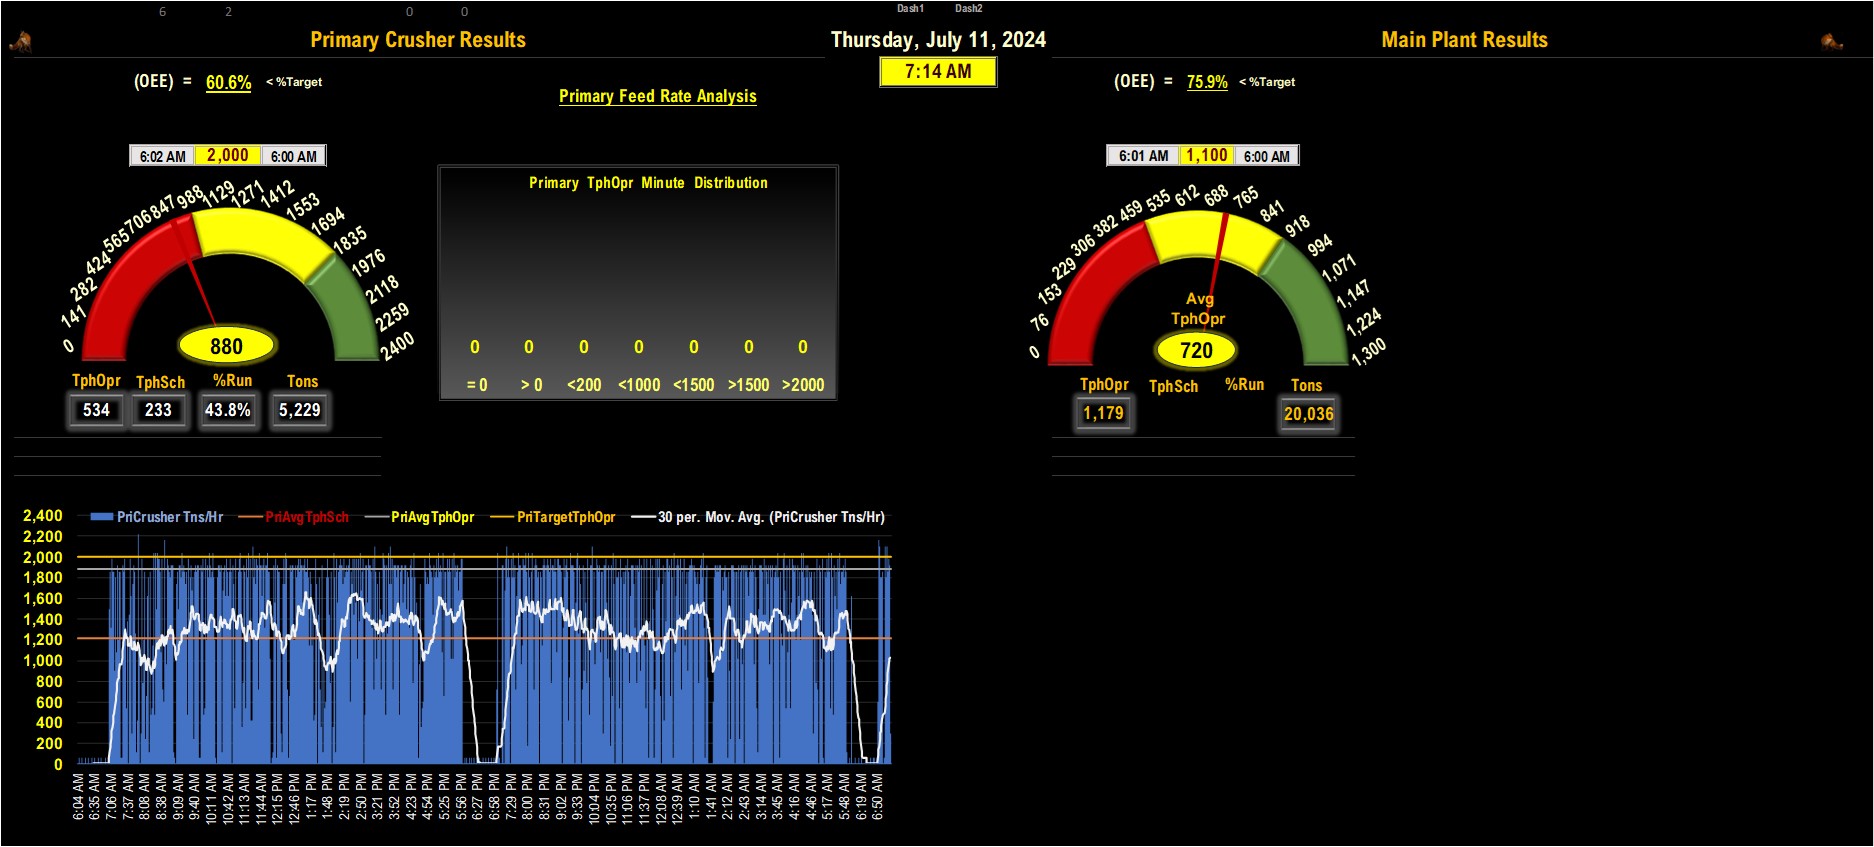 6 2 0 0 Dash1 Dash2
Primary Crusher Results Thursday, July 11, 2024 Main Plant Results
7:14 AM
(OEE) = 60.6% < %Target
Primary Feed Rate Analysis
(OEE) = 75.9% < %Target
6:02 AM 2,000 6:00 AM
0 141 282 424 565 706 847 988 1129 1271 1412 1553 1694 1835 1976 2118 2259 2400
880
TphOpr TphSch %Run Tons
534 233 43.8% 5,229
Primary TphOpr Minute Distribution
0 0 0 0 0 0 0
= 0 > 0 <200 <1000 <1500 >1500 >2000
6:01 AM 1,100 6:00 AM
0 76 153 229 306 382 459 535 612 688 765 841 918 994 1,071 1,147 1,224 1,300
Avg
TphOpr
720
TphOpr TphSch %Run Tons
1,179 20,036
PriCrusher Tns/Hr PriAvgTphSch PriAvgTphOpr PriTargetTphOpr 30 per. Mov. Avg. (PriCrusher Tns/Hr)
2,400
2,200
2,000
1,800
1,600
1,400
1,200
1,000
800
600
400
200
0
6:04 AM
6:35 AM
7:06 AM
7:37 AM
8:08 AM
8:38 AM
9:09 AM
9:40 AM
10:11 AM
10:42 AM
11:13 AM
11:44 AM
12:15 PM
12:46 PM
1:17 PM
1:48 PM
2:19 PM
2:50 PM
3:21 PM
3:52 PM
4:23 PM
4:54 PM
5:25 PM
5:56 PM
6:27 PM
6:58 PM
7:29 PM
8:00 PM
8:31 PM
9:02 PM
9:33 PM
10:04 PM
10:35 PM
11:06 PM
11:37 PM
12:08 AM
12:39 AM
1:10 AM
1:41 AM
2:12 AM
2:43 AM
3:14 AM
3:45 AM
4:16 AM
4:46 AM
5:17 AM
5:48 AM
6:19 AM
6:50 AM